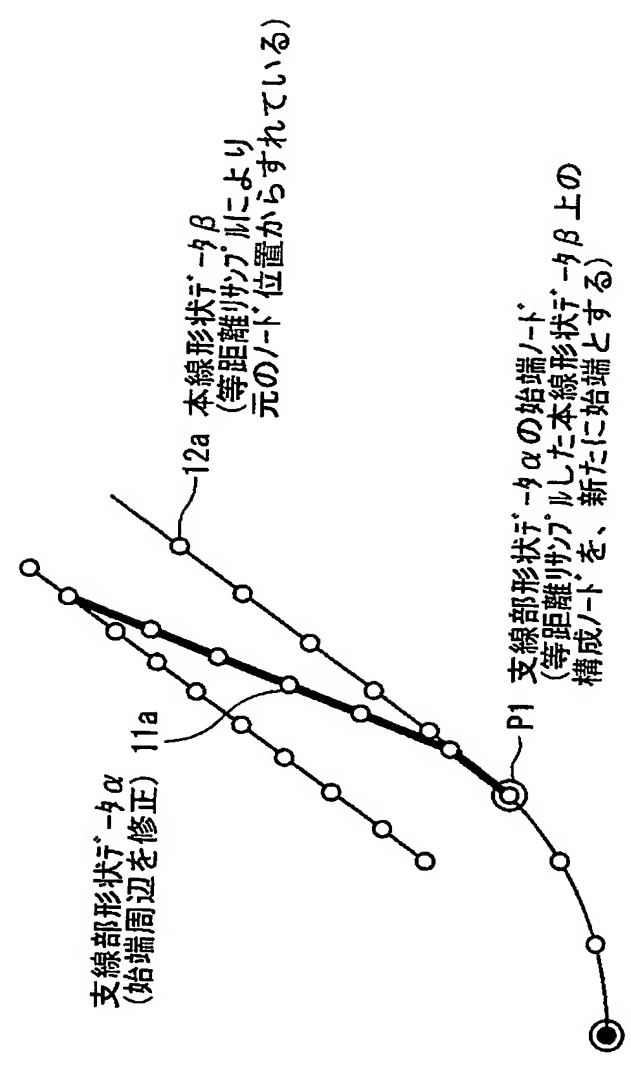 支線部形状データα
(始端周辺を修正)
11a
12a
本線形状データβ
(等距離リサンプルにより
元のノード位置からずれている)
P1
支線部形状データαの始端ノード
(等距離リサンプルした本線形状データβ上の
構成ノードを、新たに始端とする)